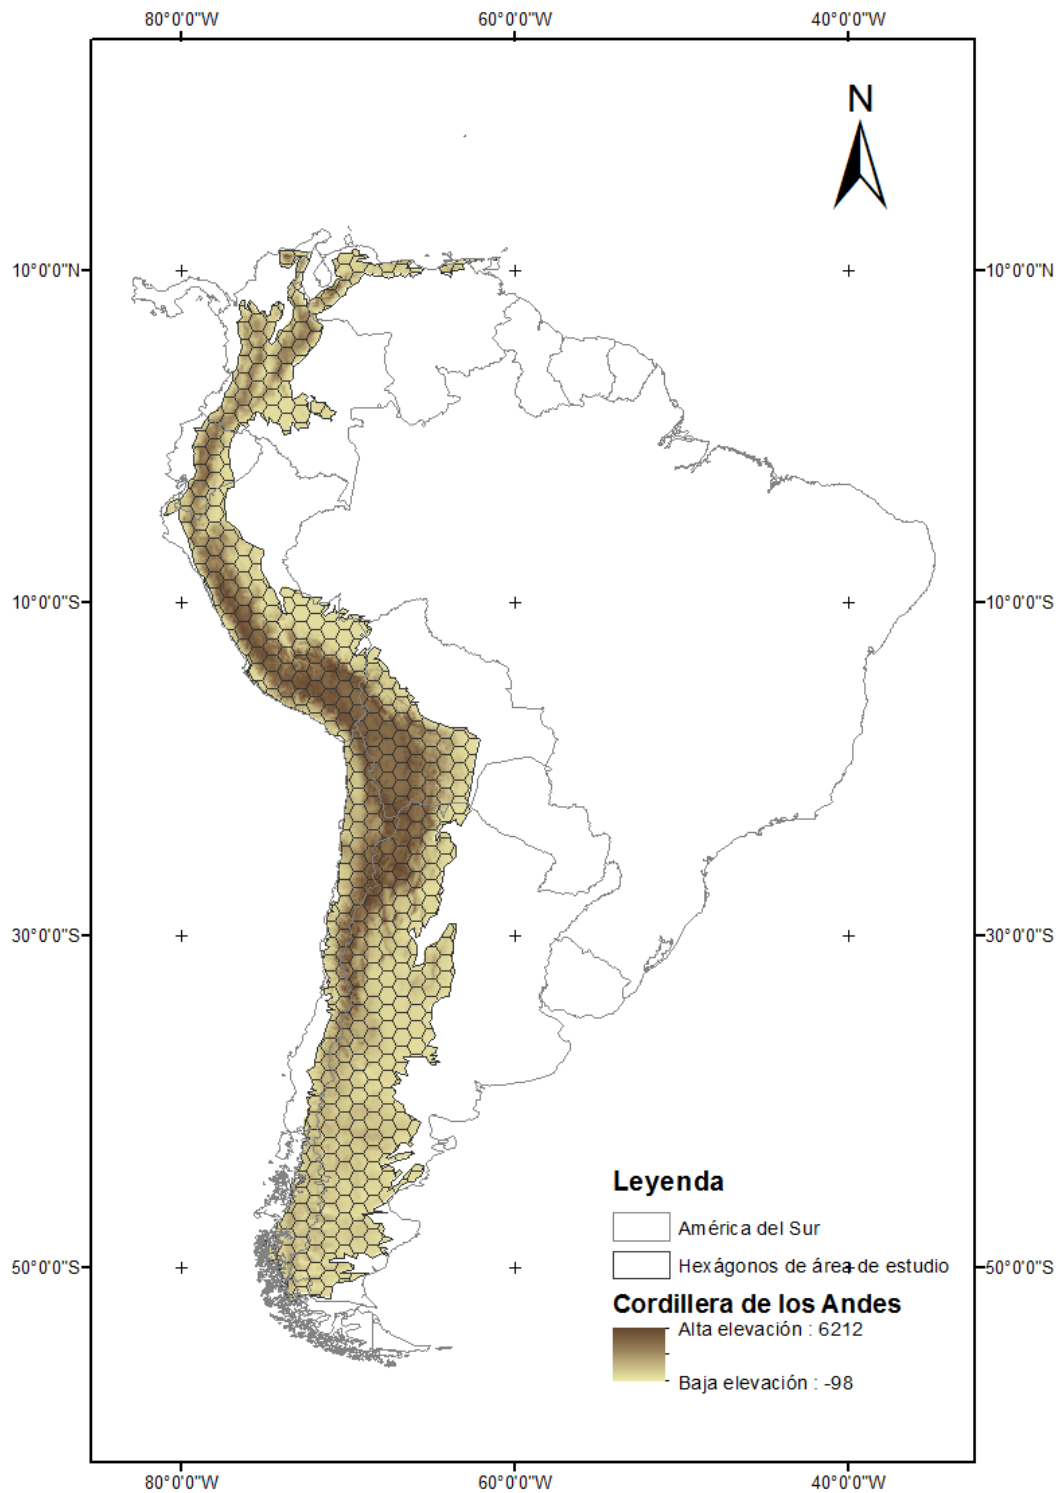 80°0'0"W 60°0'0"W 40°0'0"W
N
10°0'0"N 10°0'0"N
10°0'0"S 10°0'0"S
30°0'0"S 30°0'0"S
Leyenda
América del Sur
Hexágonos de área de estudio
50°0'0"S 50°0'0"S
Cordillera de los Andes
Alta elevación : 6212
Baja elevación : -98
80°0'0"W 60°0'0"W 40°0'0"W